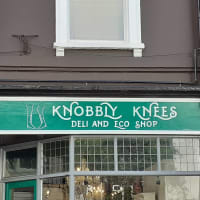 KNOBBLY KNEES
DELI AND ECO SHOP